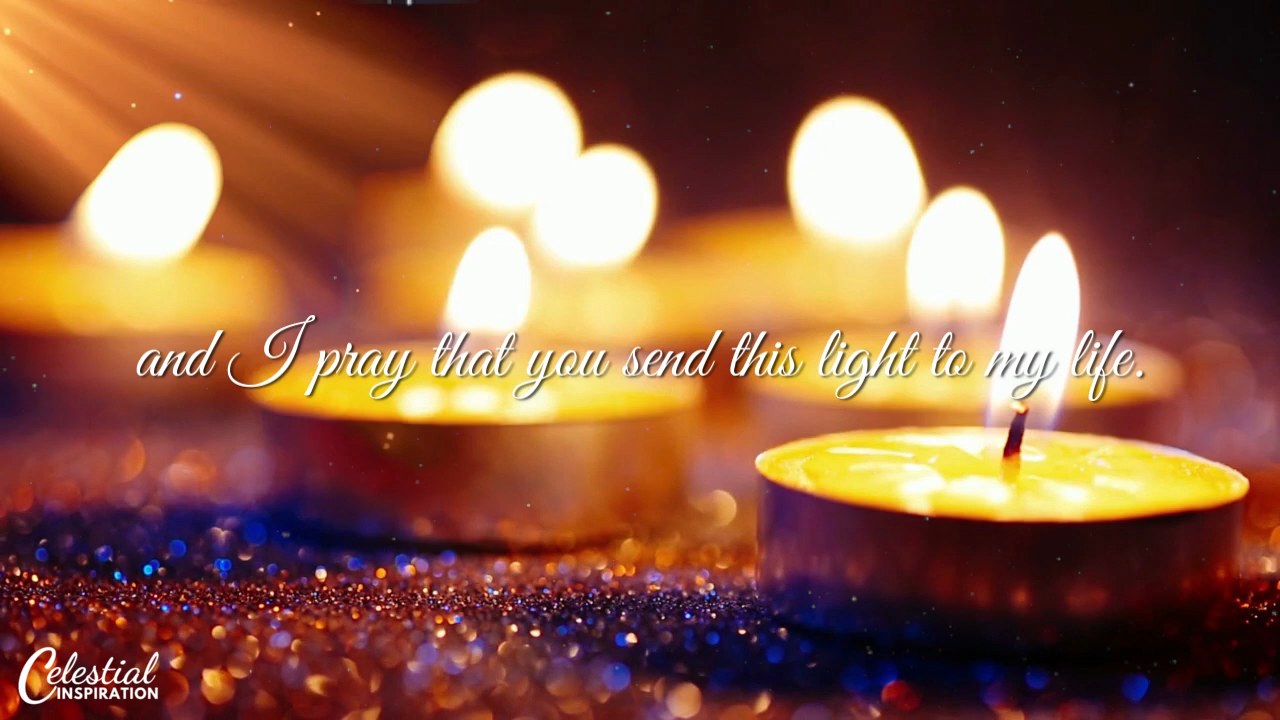 and I pray that you send this light to my life.
Celestial
INSPIRATION